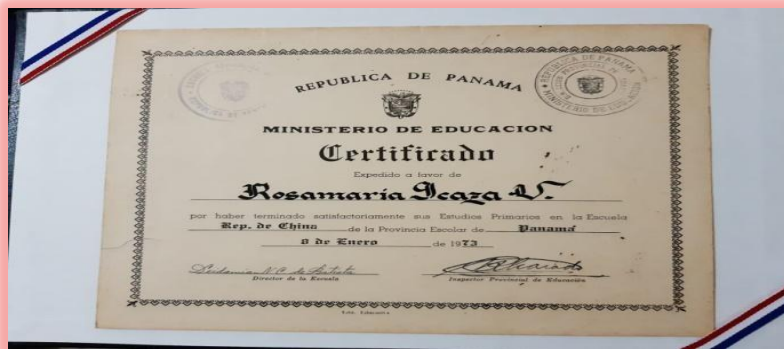 REPUBLICA DE PANAMA
MINISTERIO DE EDUCACION
Certificado
Expedido a favor de
Rosamaría Icaza V.
por haber terminado satisfactoriamente sus Estudios Primarios en la Escuela
Rep. de China de la Provincia Escolar de Panamá
8 de Enero de 1973
Director de la Escuela
Inspector Provincial de Educación